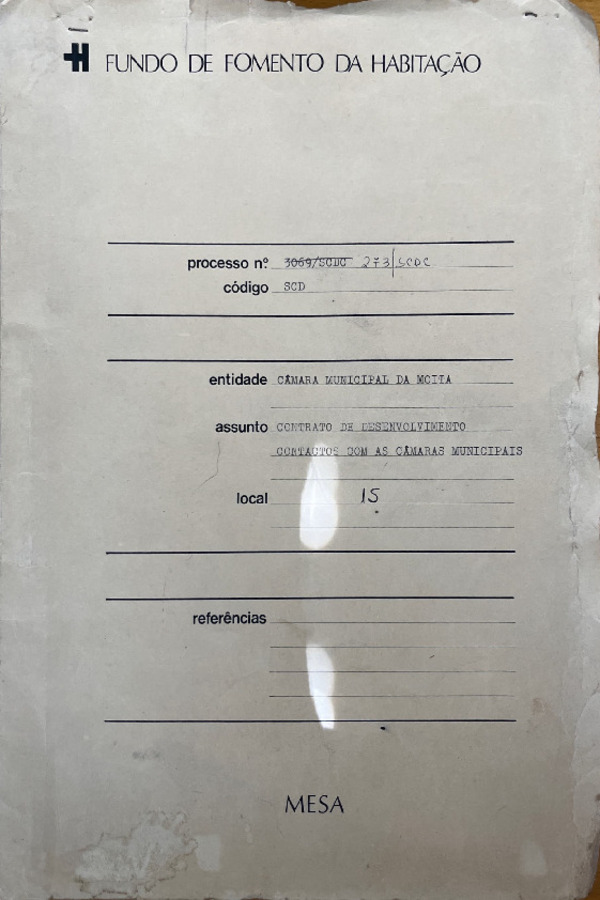 FUNDO DE FOMENTO DA HABITAÇÃO
processo nº 3069/SCDC 273/SCDC
código SCD
entidade CÂMARA MUNICIPAL DA MOITA
assunto CONTRATO DE DESENVOLVIMENTO
CONTACTOS COM AS CÂMARAS MUNICIPAIS
local 15
referências
MESA